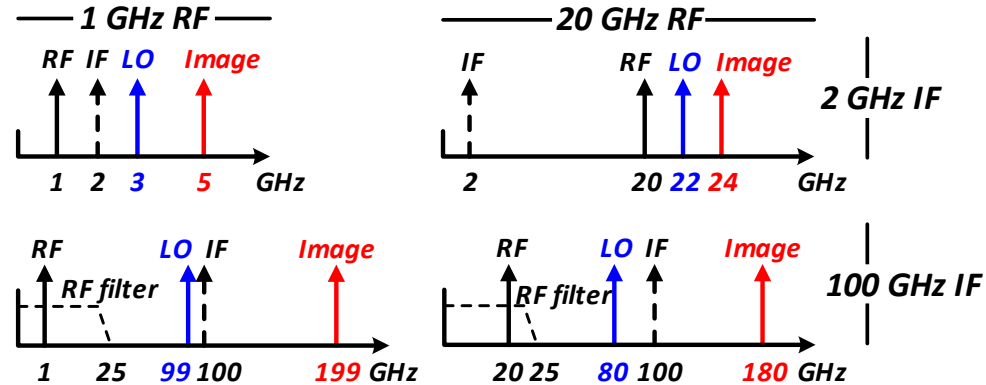 1 GHz RF
20 GHz RF
RF IF LO Image
IF RF LO Image
2 GHz IF
1 2 3 5 GHz
2 20 22 24 GHz
RF LO IF Image
RF LO IF Image
RF filter
RF filter
100 GHz IF
1 25 99 100 199 GHz
20 25 80 100 180 GHz